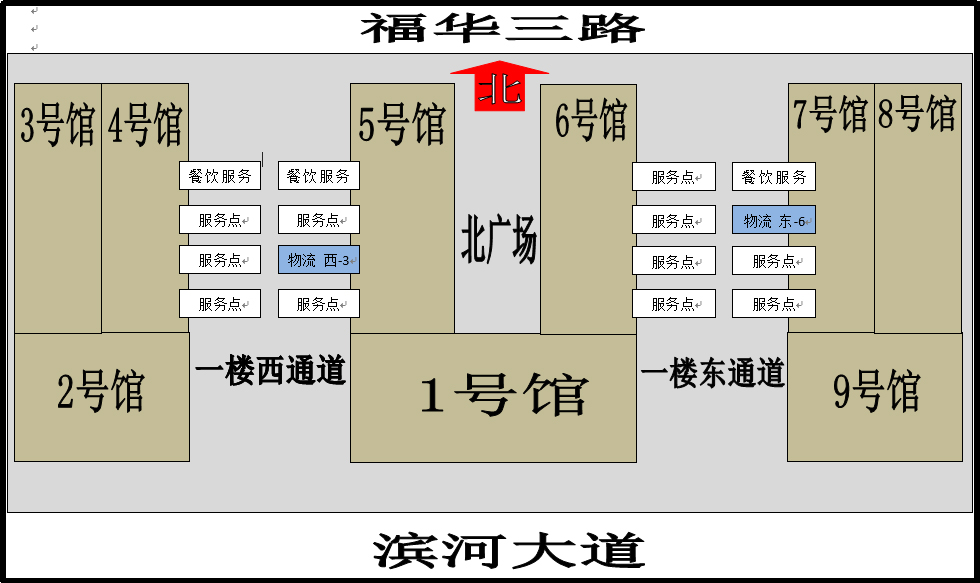 福华三路
北
3号馆 4号馆 5号馆 6号馆 7号馆 8号馆
餐饮服务 餐饮服务 服务点 餐饮服务
服务点 服务点 服务点 物流 东-6
北广场
服务点 物流 西-3 服务点 服务点
服务点 服务点 服务点 服务点
一楼西通道 一楼东通道
2号馆 1号馆 9号馆
滨河大道